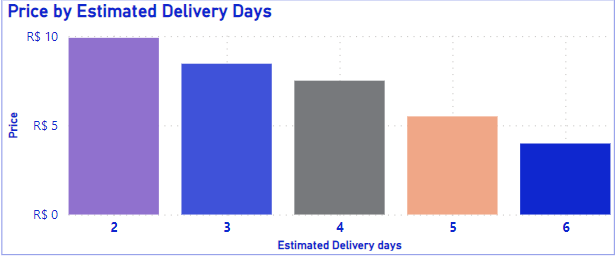 Price by Estimated Delivery Days
R$ 10
R$ 5
R$ 0
Price
2 3 4 5 6
Estimated Delivery days